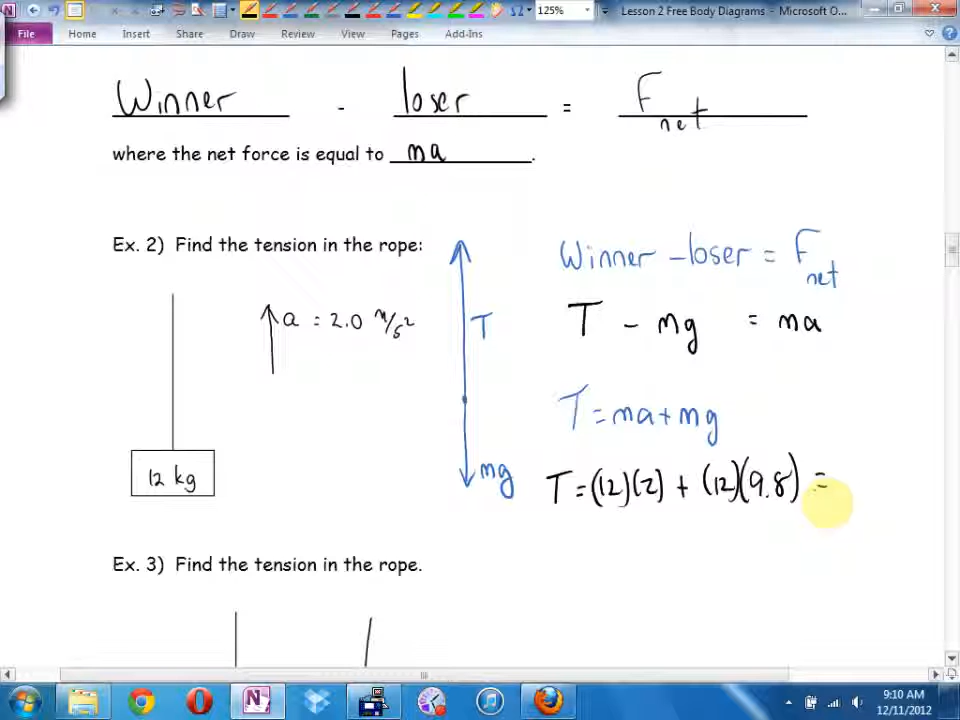 125%
Lesson 2 Free Body Diagrams - Microsoft O...
File Home Insert Share Draw Review View Pages Add-Ins
Winner - loser = Fnet
where the net force is equal to ma.
Ex. 2) Find the tension in the rope:
Winner - loser = Fnet
a = 2.0 m/s²
T
T - mg = ma
T = ma + mg
12 kg
mg
T = (12)(2) + (12)(9.8) =
Ex. 3) Find the tension in the rope.
9:10 AM
12/11/2012